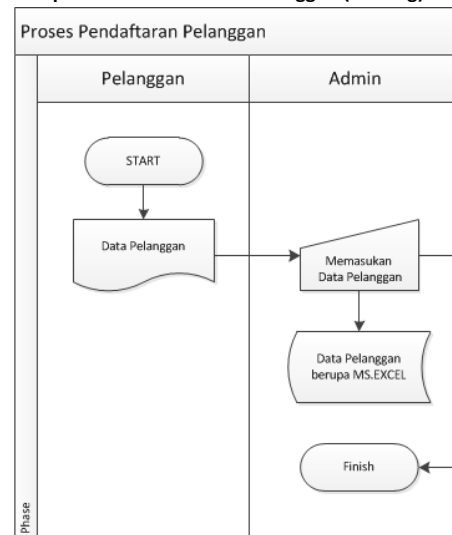 Proses Pendaftaran Pelanggan
Pelanggan
Admin
START
Data Pelanggan
Memasukan
Data Pelanggan
Data Pelanggan
berupa MS.EXCEL
Finish
Phase